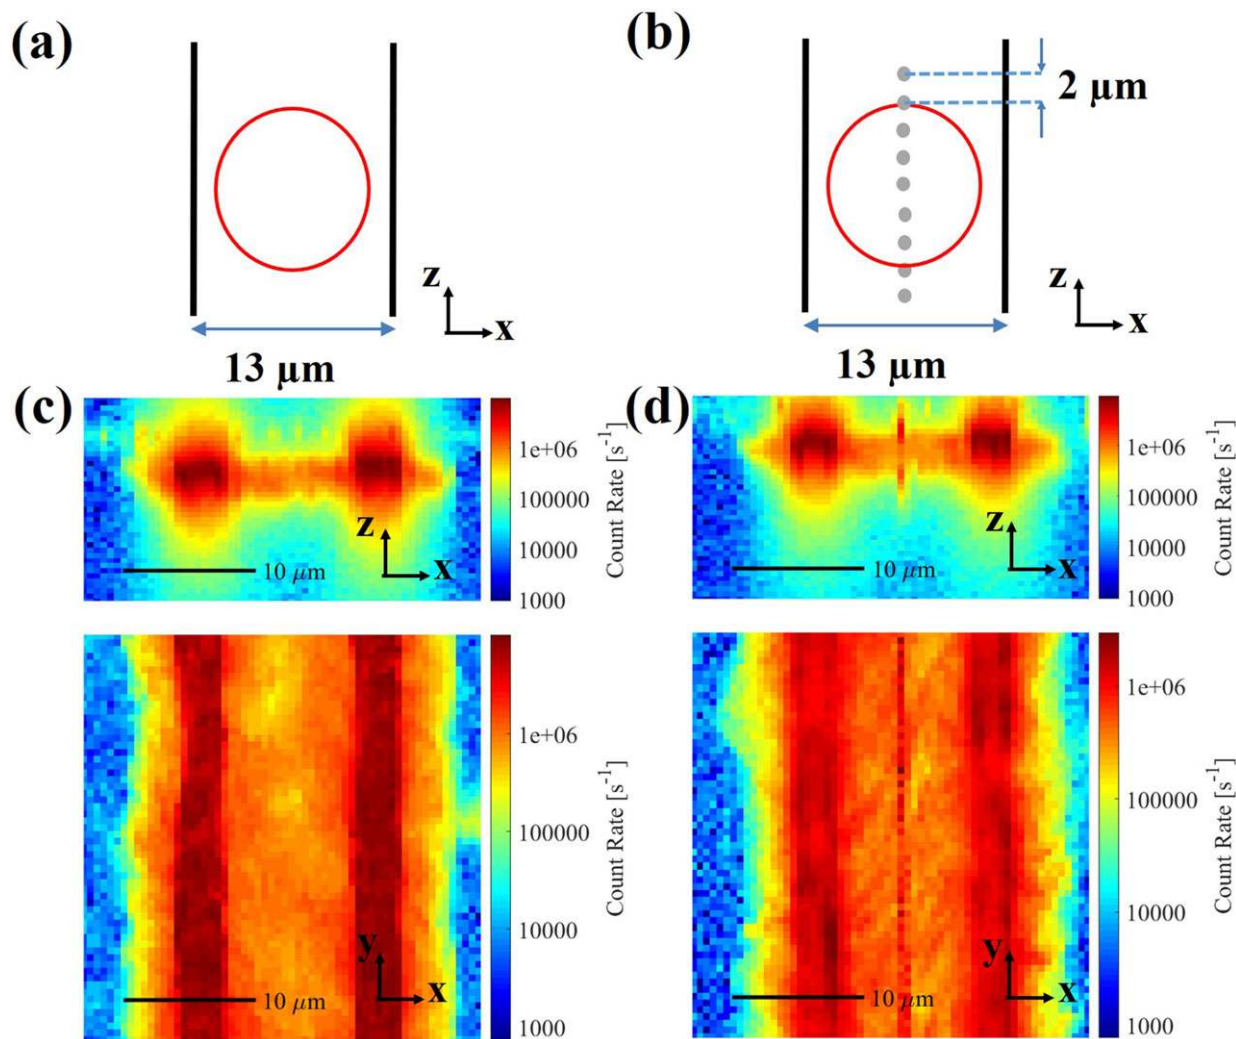 (a)
z
x
13 µm
(b)
2 µm
z
x
13 µm
(c)
z
x
10 µm
1e+06
100000
10000
1000
Count Rate [s⁻¹]
(d)
z
x
10 µm
1e+06
100000
10000
1000
Count Rate [s⁻¹]
y
x
10 µm
1e+06
100000
10000
1000
Count Rate [s⁻¹]
y
x
10 µm
1e+06
100000
10000
1000
Count Rate [s⁻¹]